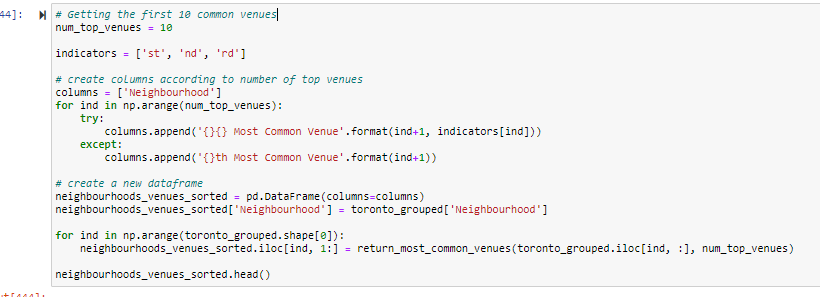 44]:
# Getting the first 10 common venues
num_top_venues = 10
indicators = ['st', 'nd', 'rd']
# create columns according to number of top venues
columns = ['Neighbourhood']
for ind in np.arange(num_top_venues):
    try:
        columns.append('{}{} Most Common Venue'.format(ind+1, indicators[ind]))
    except:
        columns.append('{}th Most Common Venue'.format(ind+1))
# create a new dataframe
neighbourhoods_venues_sorted = pd.DataFrame(columns=columns)
neighbourhoods_venues_sorted['Neighbourhood'] = toronto_grouped['Neighbourhood']
for ind in np.arange(toronto_grouped.shape[0]):
    neighbourhoods_venues_sorted.iloc[ind, 1:] = return_most_common_venues(toronto_grouped.iloc[ind, :], num_top_venues)
neighbourhoods_venues_sorted.head()